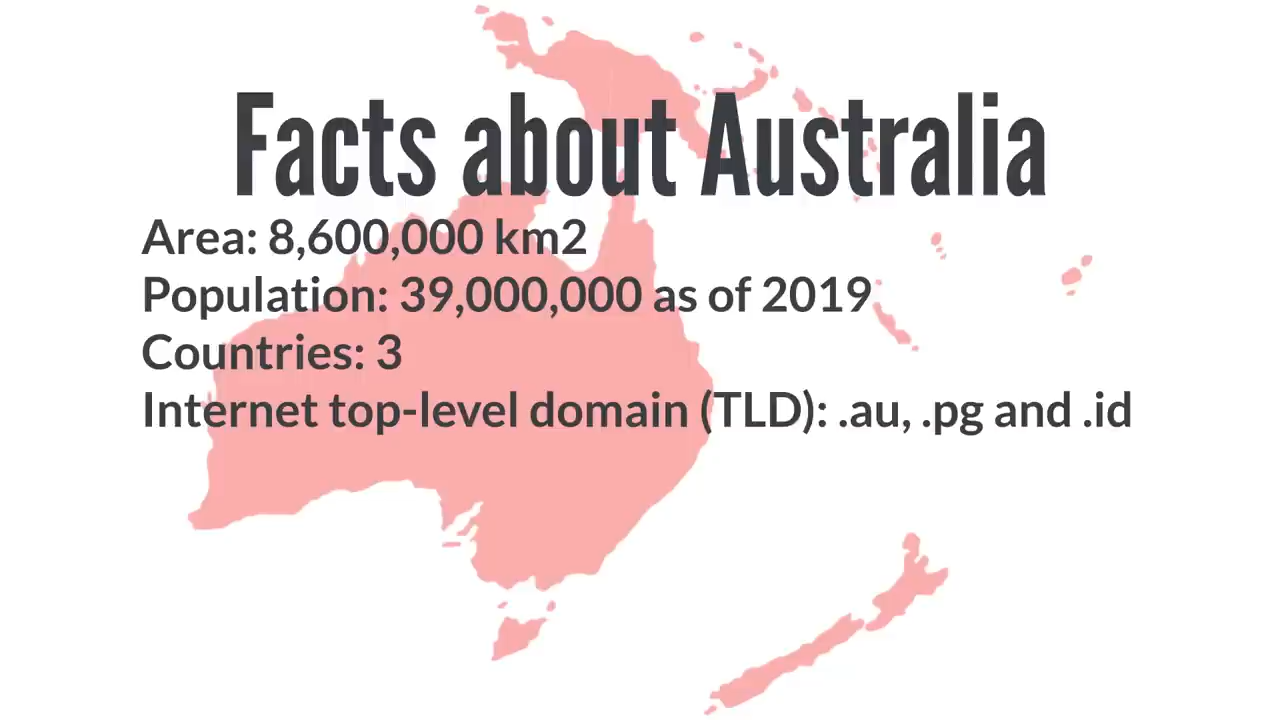 Facts about Australia
Area: 8,600,000 km2
Population: 39,000,000 as of 2019
Countries: 3
Internet top-level domain (TLD): .au, .pg and .id